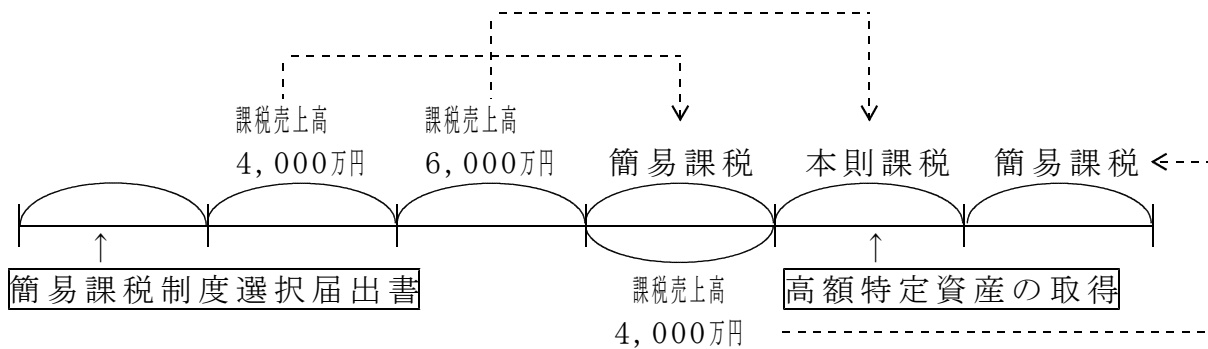 課税売上高
4,000万円
課税売上高
6,000万円
簡易課税
本則課税
簡易課税
簡易課税制度選択届出書
課税売上高
4,000万円
高額特定資産の取得